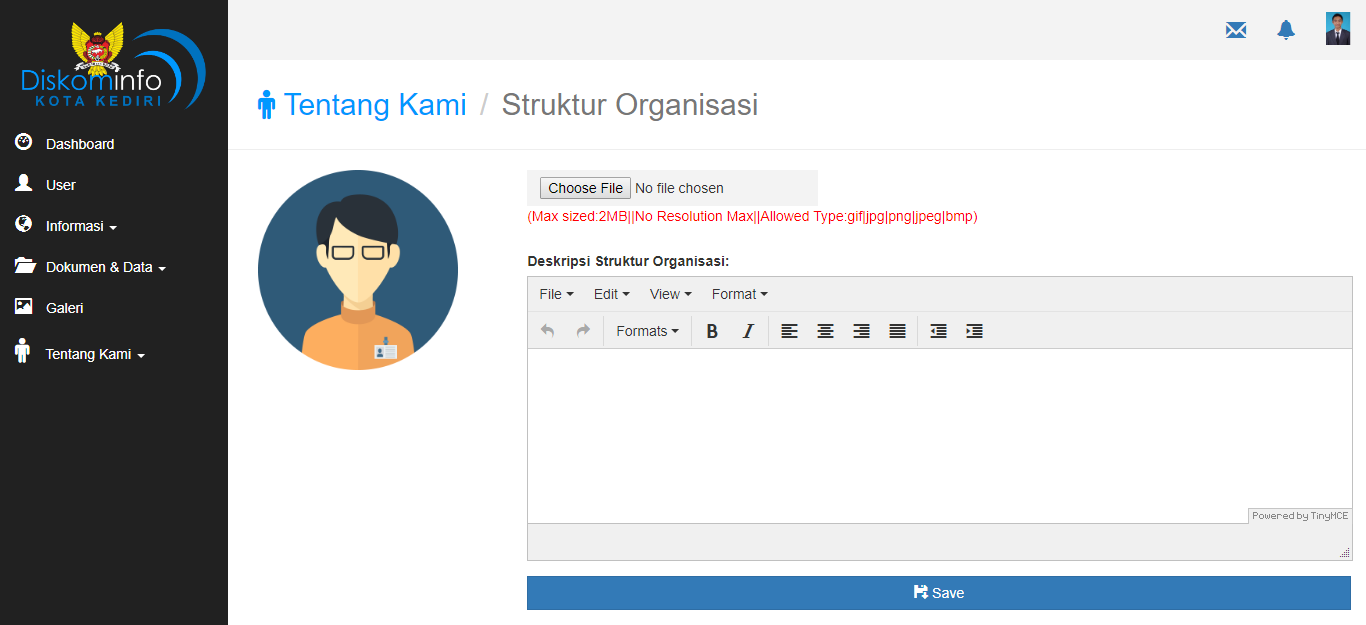 Diskominfo
KOTA KEDIRI
Dashboard
User
Informasi
Dokumen & Data
Galeri
Tentang Kami
Tentang Kami / Struktur Organisasi
Choose File No file chosen
(Max sized:2MB||No Resolution Max||Allowed Type:gif|jpg|png|jpeg|bmp)
Deskripsi Struktur Organisasi:
File Edit View Format
Formats B I
Powered by TinyMCE
Save